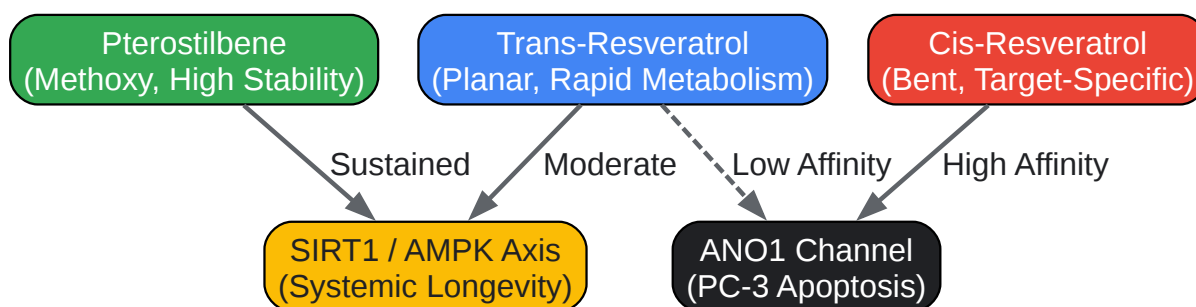 Pterostilbene
(Methoxy, High Stability)
Trans-Resveratrol
(Planar, Rapid Metabolism)
Cis-Resveratrol
(Bent, Target-Specific)
Sustained
Moderate
Low Affinity
High Affinity
SIRT1 / AMPK Axis
(Systemic Longevity)
ANO1 Channel
(PC-3 Apoptosis)